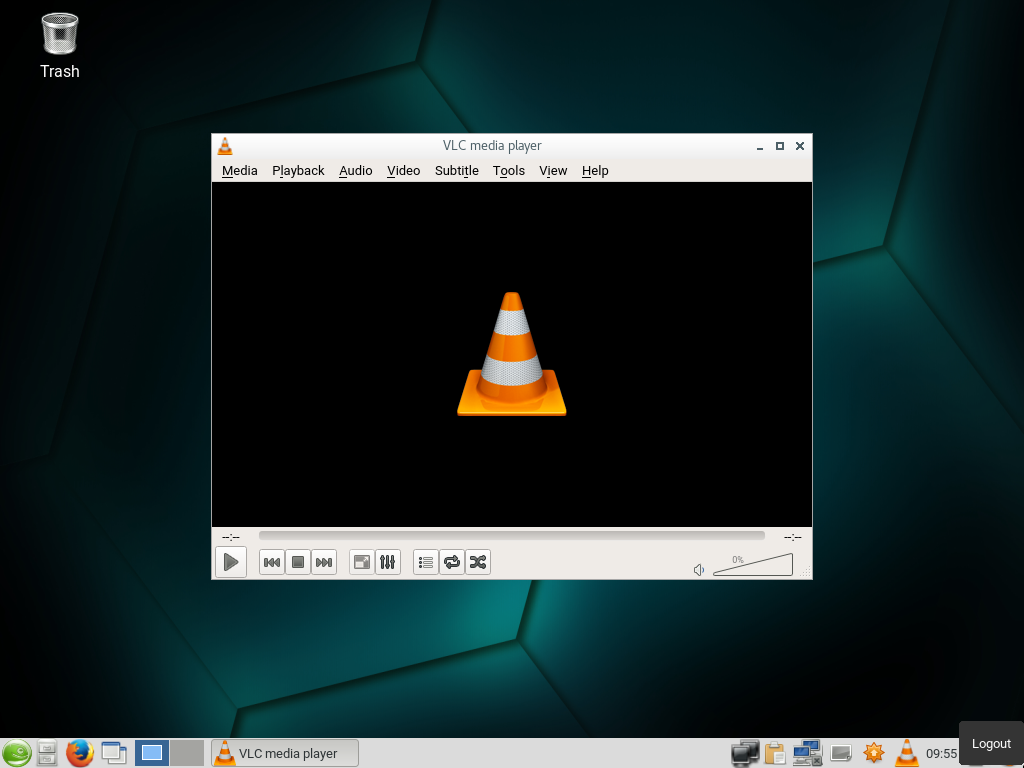 Trash
VLC media player
Media Playback Audio Video Subtitle Tools View Help
--:-- --:--
0%
VLC media player
09:55
Logout